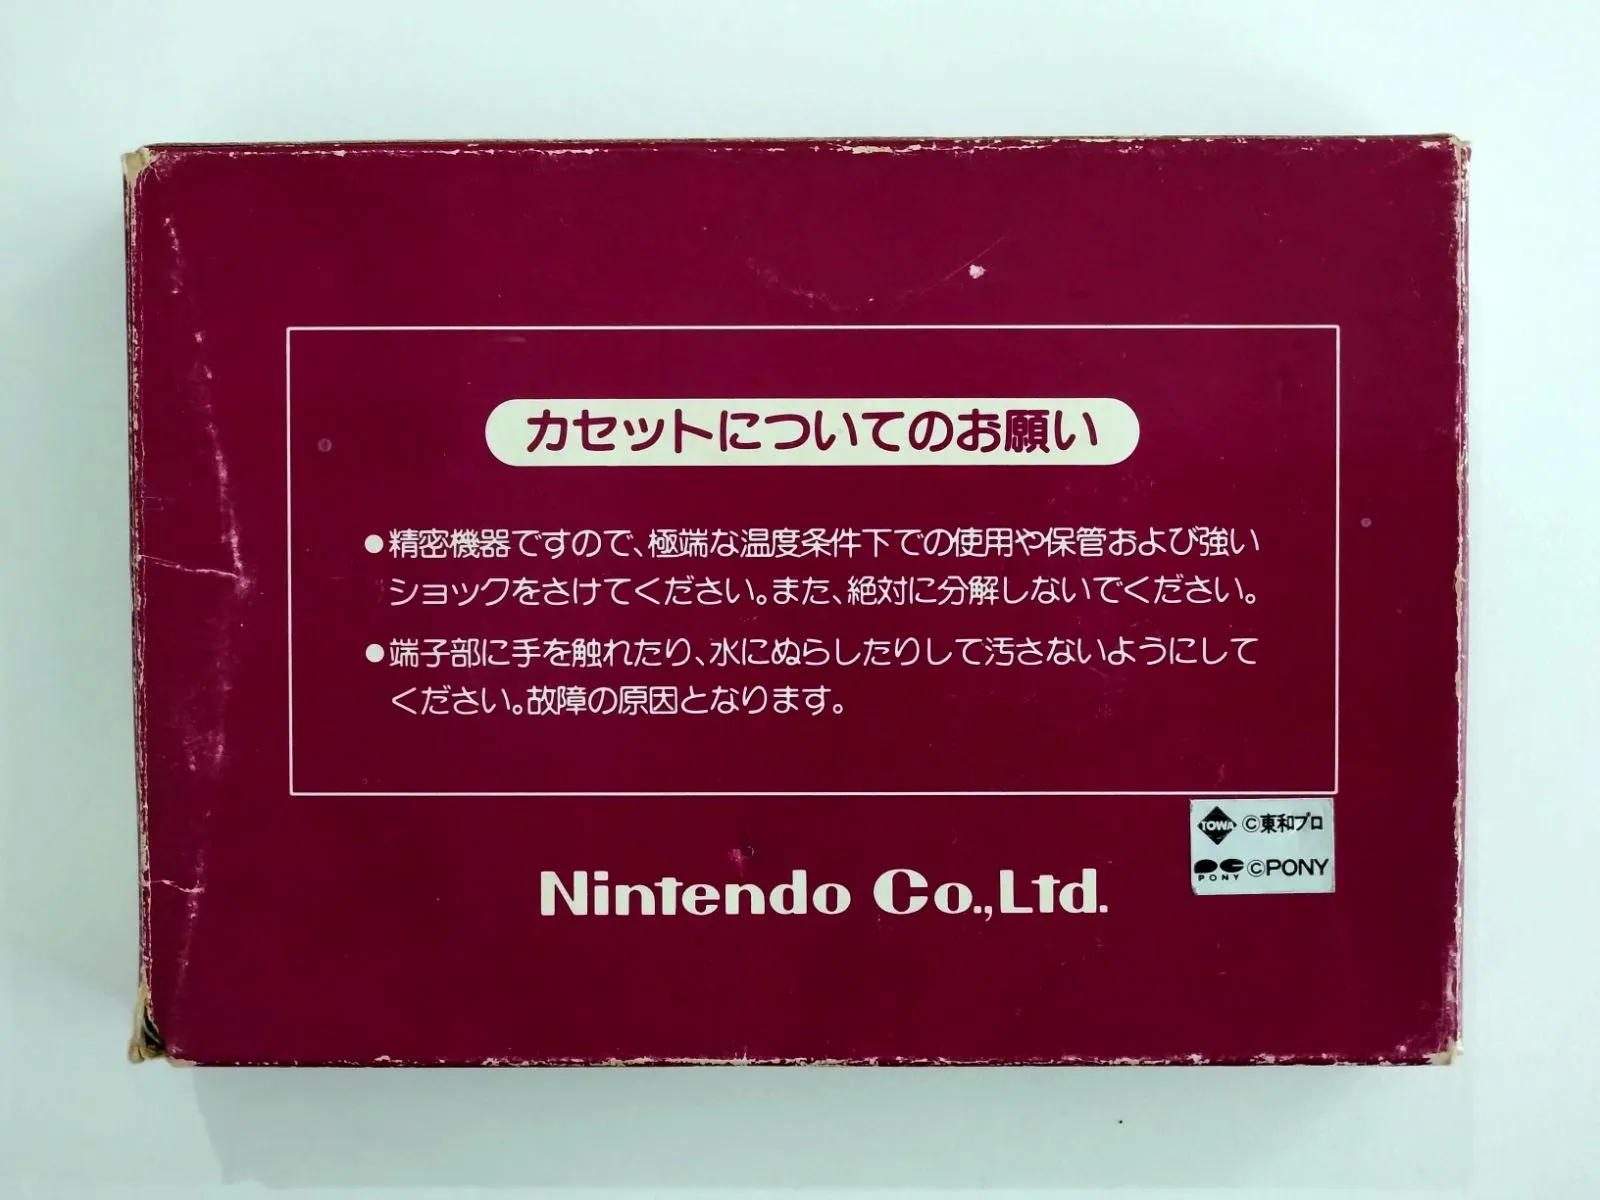 カセットについてのお願い
●精密機器ですので、極端な温度条件下での使用や保管および強い
ショックをさけてください。また、絶対に分解しないでください。
●端子部に手を触れたり、水にぬらしたりして汚さないようにして
ください。故障の原因となります。
TOWA ©東和プロ
PONY ©PONY
Nintendo Co.,Ltd.